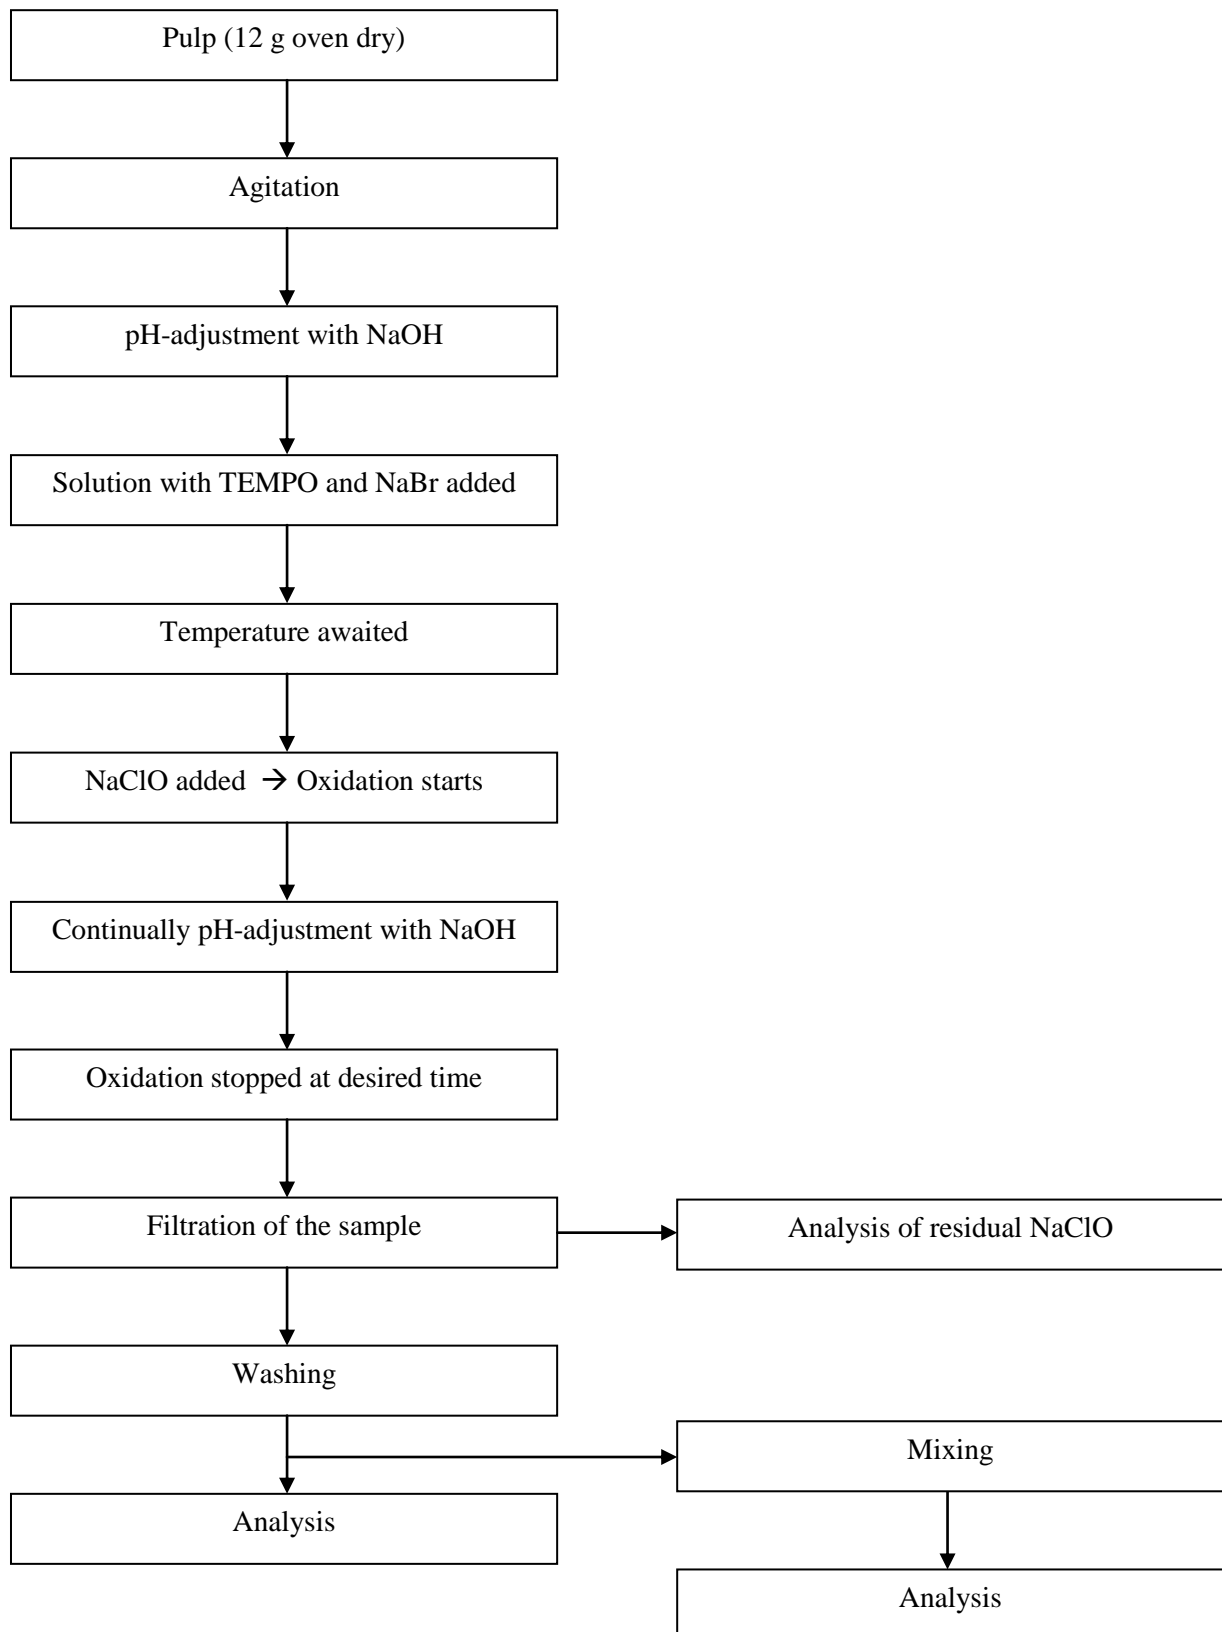 Pulp (12 g oven dry)
Agitation
pH-adjustment with NaOH
Solution with TEMPO and NaBr added
Temperature awaited
NaClO added → Oxidation starts
Continually pH-adjustment with NaOH
Oxidation stopped at desired time
Filtration of the sample
Analysis of residual NaClO
Washing
Mixing
Analysis
Analysis